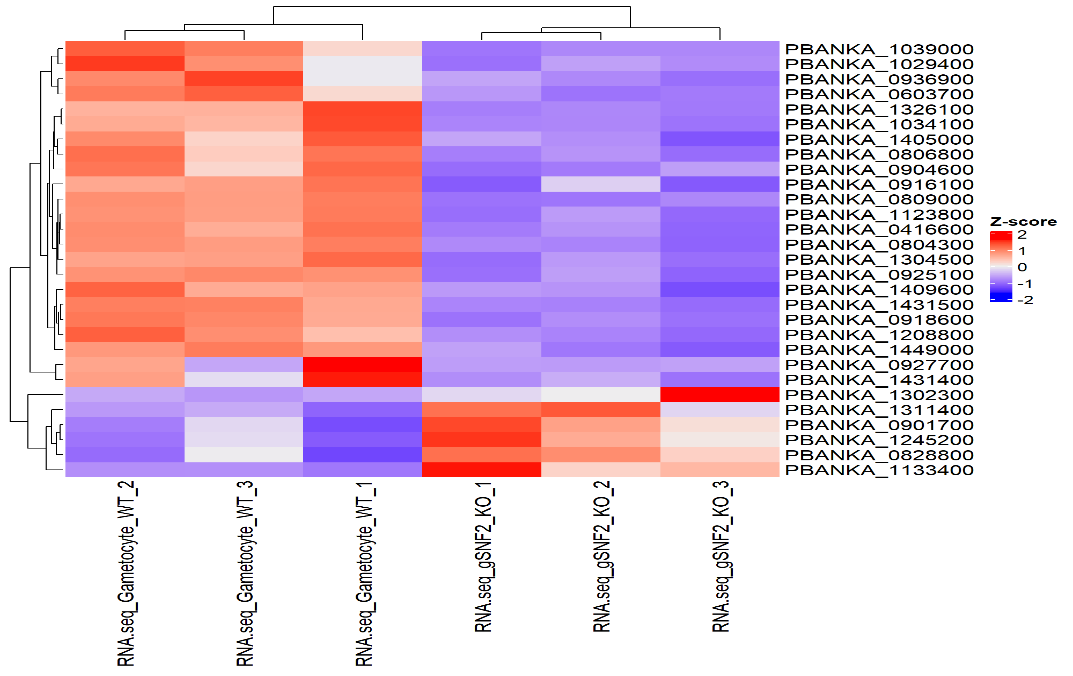 PBANKA_1039000
PBANKA_1029400
PBANKA_0936900
PBANKA_0603700
PBANKA_1326100
PBANKA_1034100
PBANKA_1405000
PBANKA_0806800
PBANKA_0904600
PBANKA_0916100
PBANKA_0809000
PBANKA_1123800
PBANKA_0416600
PBANKA_0804300
PBANKA_1304500
PBANKA_0925100
PBANKA_1409600
PBANKA_1431500
PBANKA_0918600
PBANKA_1208800
PBANKA_1449000
PBANKA_0927700
PBANKA_1431400
PBANKA_1302300
PBANKA_1311400
PBANKA_0901700
PBANKA_1245200
PBANKA_0828800
PBANKA_1133400
Z-score
2
1
0
-1
-2
RNA.seq_Gametocyte_WT_2
RNA.seq_Gametocyte_WT_3
RNA.seq_Gametocyte_WT_1
RNA.seq_gSNF2_KO_1
RNA.seq_gSNF2_KO_2
RNA.seq_gSNF2_KO_3